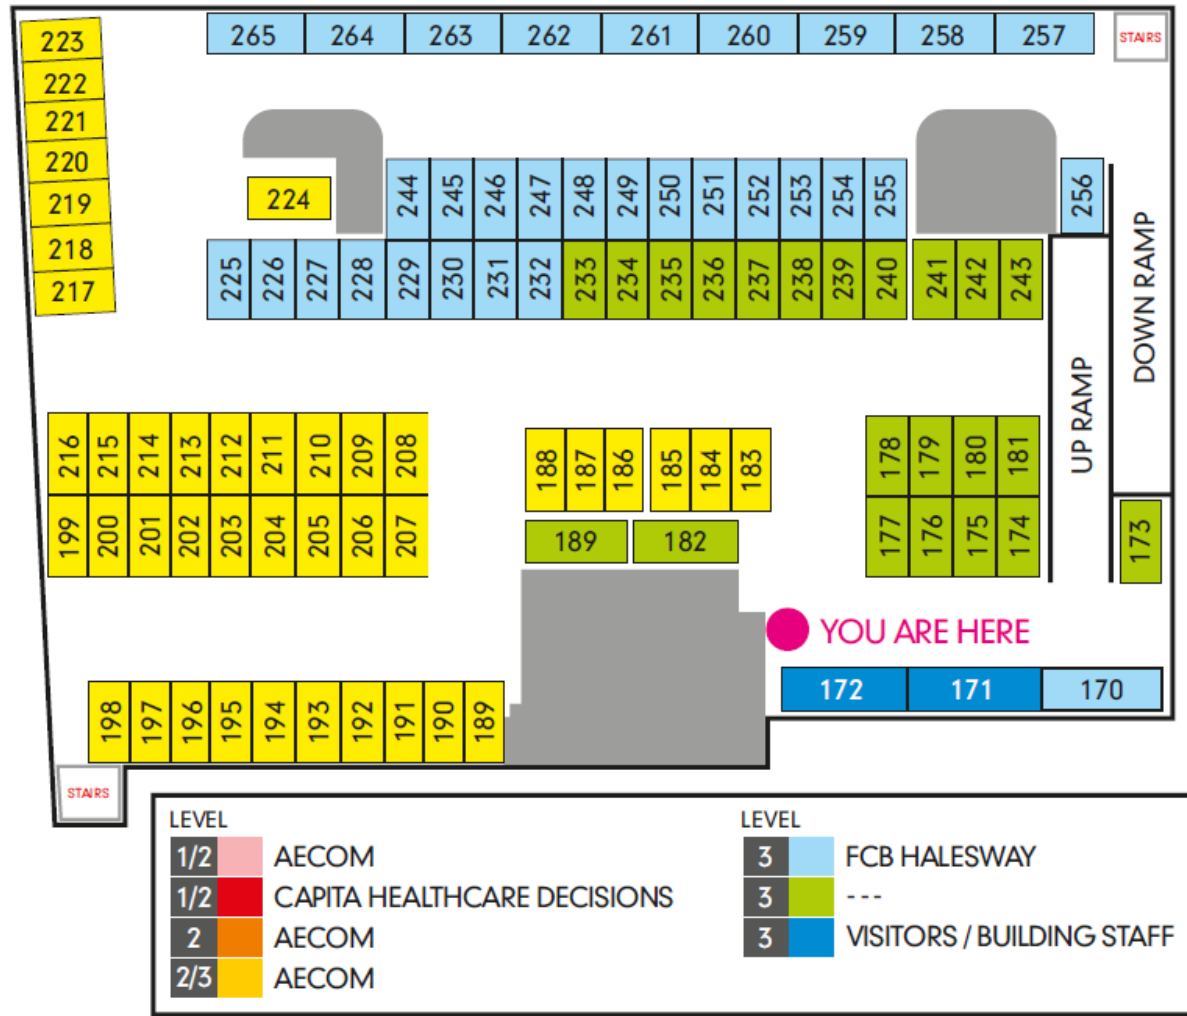 265 264 263 262 261 260 259 258 257
STAIRS
223
222
221
220
219
218
217
224
244 245 246 247 248 249 250 251 252 253 254 255
256
225 226 227 228 229 230 231 232 233 234 235 236 237 238 239 240 241 242 243
DOWN RAMP
UP RAMP
216 215 214 213 212 211 210 209 208
199 200 201 202 203 204 205 206 207
188 187 186 185 184 183
189 182
178 179 180 181
177 176 175 174
173
YOU ARE HERE
172 171 170
198 197 196 195 194 193 192 191 190 189
STAIRS
LEVEL
1/2 AECOM
1/2 CAPITA HEALTHCARE DECISIONS
2 AECOM
2/3 AECOM
LEVEL
3 FCB HALESWAY
3 ---
3 VISITORS / BUILDING STAFF